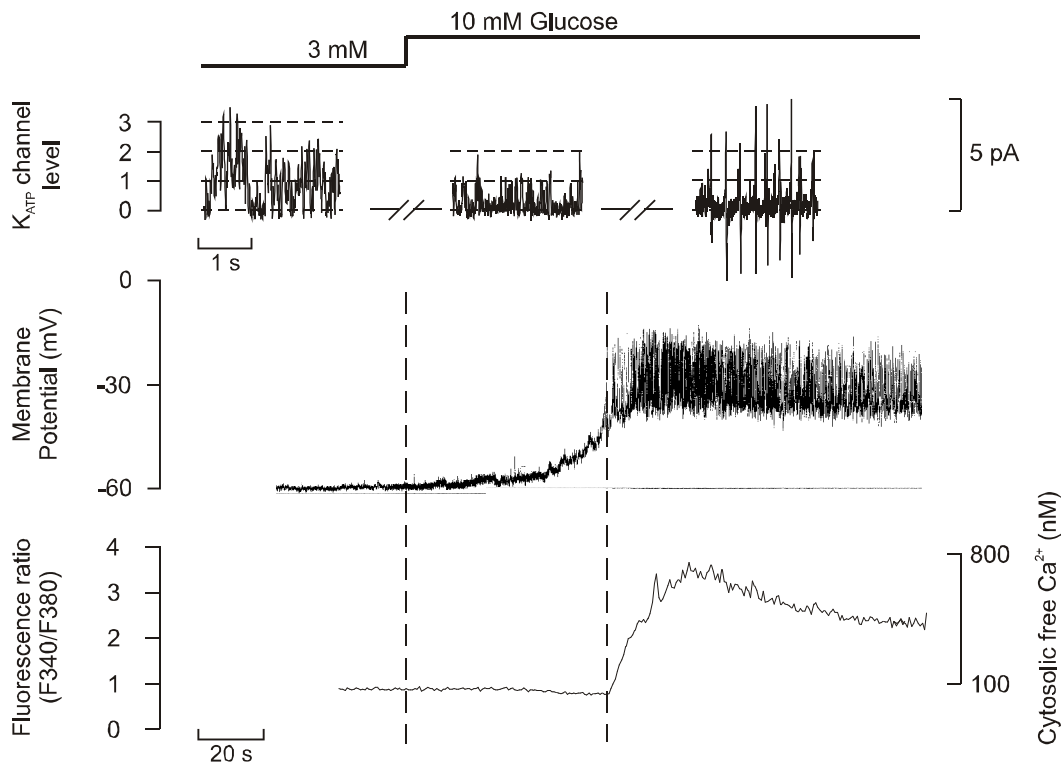 10 mM Glucose
3 mM
K_ATP channel
level
3
2
1
0
5 pA
1 s
Membrane
Potential (mV)
0
-30
-60
Fluorescence ratio
(F340/F380)
4
3
2
1
0
800
100
Cytosolic free Ca²⁺ (nM)
20 s